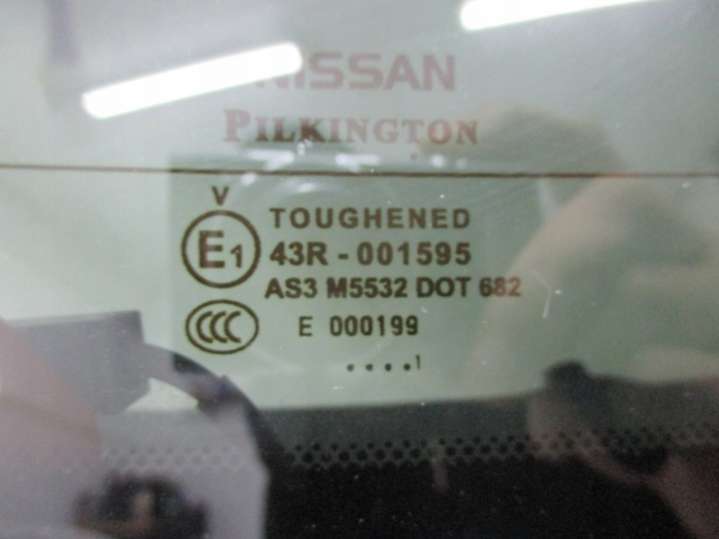 NISSAN
PILKINGTON
V
E1 TOUGHENED
43R - 001595
AS3 M5532 DOT 682
CCC E 000199
....1